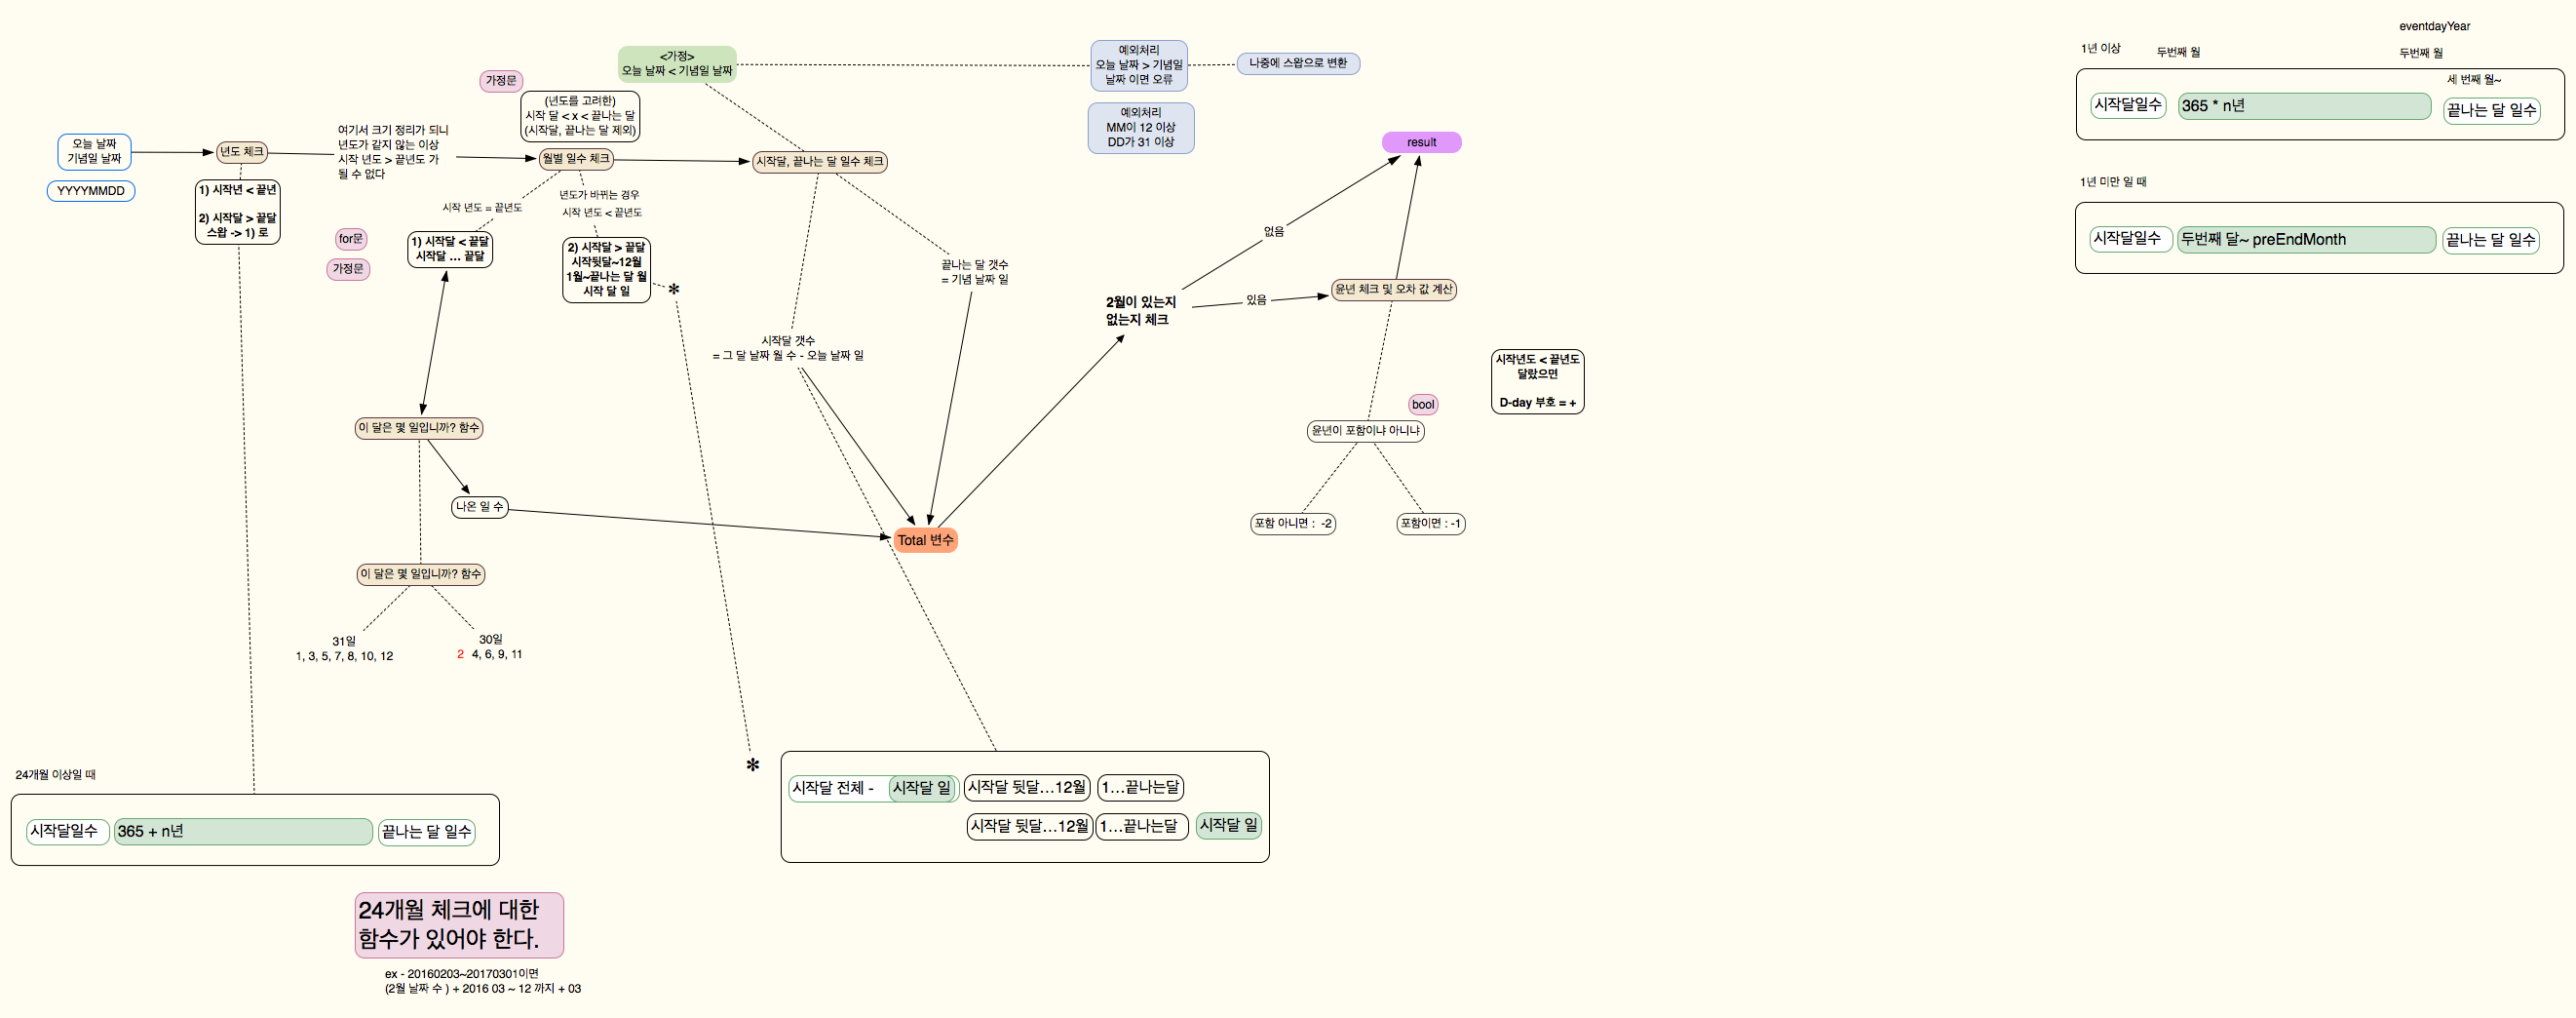 <가정>
오늘 날짜 < 기념일 날짜
예외처리
오늘 날짜 > 기념일
날짜 이면 오류
나중에 스왑으로 변환
예외처리
MM이 12 이상
DD가 31 이상
가정문
(년도를 고려한)
시작 달 < x < 끝나는 달
(시작달, 끝나는 달 제외)
오늘 날짜
기념일 날짜
YYYYMMDD
년도 체크
1) 시작년 < 끝년
2) 시작달 > 끝달
스왑 -> 1) 로
여기서 크기 정리가 되니
년도가 같지 않는 이상
시작 년도 > 끝년도 가
될 수 없다
월별 일수 체크
시작달, 끝나는 달 일수 체크
시작 년도 = 끝년도
년도가 바뀌는 경우
시작 년도 < 끝년도
for문
가정문
1) 시작달 < 끝달
시작달 ... 끝달
2) 시작달 > 끝달
시작뒷달~12월
1월~끝나는 달 월
시작 달 일
*
끝나는 달 갯수
= 기념 날짜 일
시작달 갯수
= 그 달 날짜 월 수 - 오늘 날짜 일
result
없음
2월이 있는지
없는지 체크
있음
윤년 체크 및 오차 값 계산
시작년도 < 끝년도
달랐으면
D-day 부호 = +
bool
윤년이 포함이냐 아니냐
포함 아니면 : -2
포함이면 : -1
이 달은 몇 일입니까? 함수
나온 일 수
Total 변수
이 달은 몇 일입니까? 함수
31일
1, 3, 5, 7, 8, 10, 12
30일
2 4, 6, 9, 11
24개월 이상일 때
시작달일수 365 + n년 끝나는 달 일수
*
시작달 전체 - 시작달 일 시작달 뒷달...12월 1...끝나는달
시작달 뒷달...12월 1...끝나는달 시작달 일
24개월 체크에 대한
함수가 있어야 한다.
ex - 20160203~20170301이면
(2월 날짜 수 ) + 2016 03 ~ 12 까지 + 03
eventdayYear
1년 이상 두번째 월 두번째 월
세 번째 월~
시작달일수 365 * n년 끝나는 달 일수
1년 미만 일 때
시작달일수 두번째 달~ preEndMonth 끝나는 달 일수